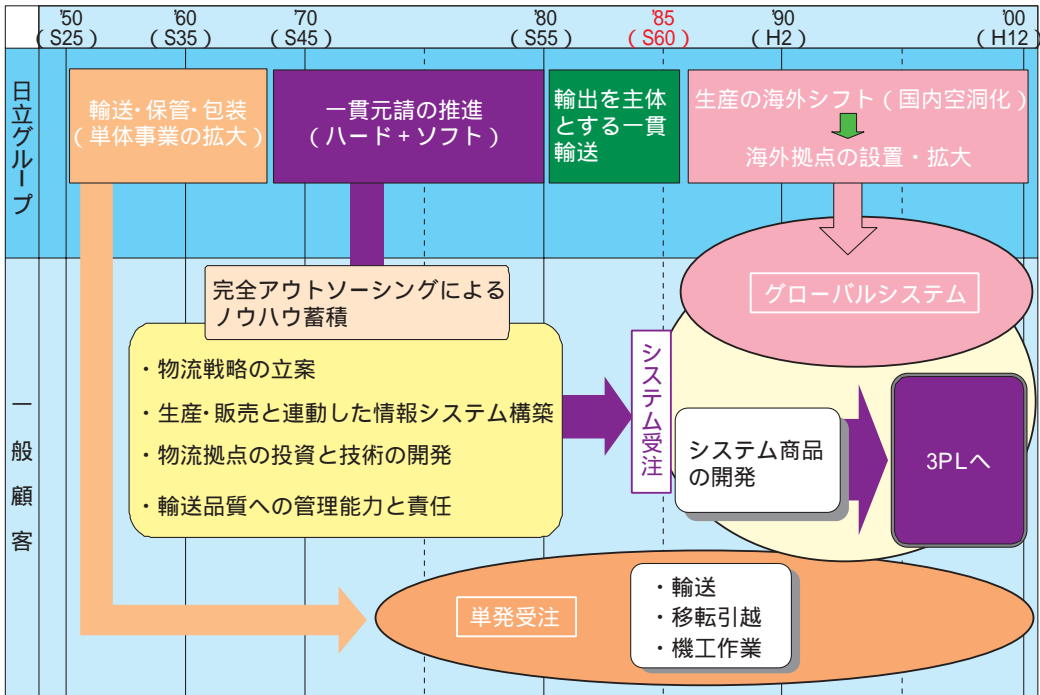 '50
(S25)
'60
(S35)
'70
(S45)
'80
(S55)
'85
(S60)
'90
(H2)
'00
(H12)
日立グループ
輸送・保管・包装
(単体事業の拡大)
一貫元請の推進
(ハード+ソフト)
輸出を主体
とする一貫
輸送
生産の海外シフト(国内空洞化)
海外拠点の設置・拡大
一般顧客
完全アウトソーシングによる
ノウハウ蓄積
・物流戦略の立案
・生産・販売と連動した情報システム構築
・物流拠点の投資と技術の開発
・輸送品質への管理能力と責任
システム受注
グローバルシステム
システム商品
の開発
3PLへ
単発受注
・輸送
・移転引越
・機工作業